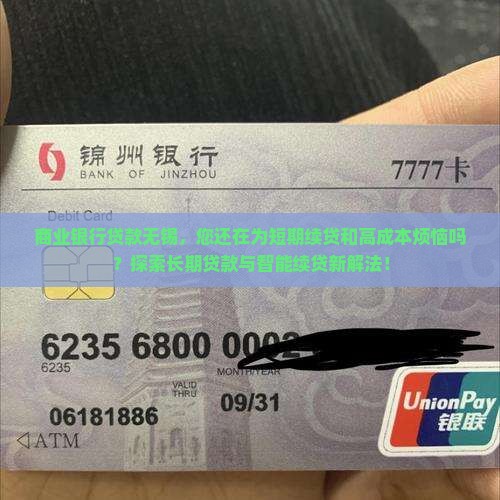 锦州银行
BANK OF JINZHOU
7777卡
Debit Card
商业银行贷款无锡，您还在为短期续贷和高成本烦恼吗
？探索长期贷款与智能续贷新解法！
6235 6800 0002
6235
MONTH/YEAR
VALID
THRU
09/31
06181886
ATM
UnionPay
银联